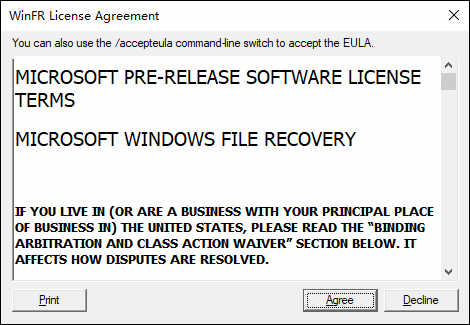 WinFR License Agreement
You can also use the /accepteula command-line switch to accept the EULA.
MICROSOFT PRE-RELEASE SOFTWARE LICENSE
TERMS
MICROSOFT WINDOWS FILE RECOVERY
IF YOU LIVE IN (OR ARE A BUSINESS WITH YOUR PRINCIPAL PLACE
OF BUSINESS IN) THE UNITED STATES, PLEASE READ THE “BINDING
ARBITRATION AND CLASS ACTION WAIVER” SECTION BELOW. IT
AFFECTS HOW DISPUTES ARE RESOLVED.
Print Agree Decline